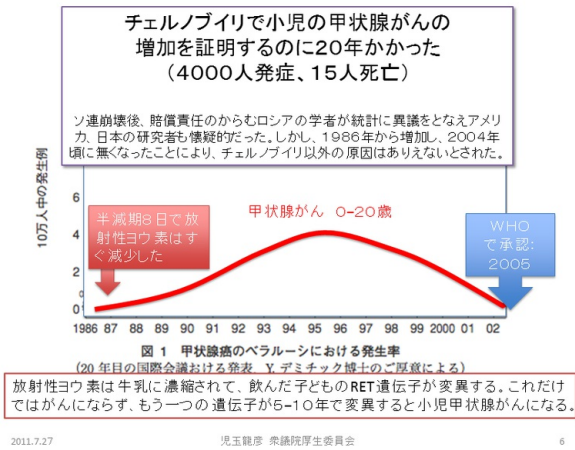 チェルノブイリで小児の甲状腺がんの
増加を証明するのに20年かかった
（4000人発症、15人死亡）
ソ連崩壊後、賠償責任のからむロシアの学者が統計に異議をとなえアメリ
カ、日本の研究者も懐疑的だった。しかし、1986年から増加し、2004年
頃に無くなったことにより、チェルノブイリ以外の原因はありえないとされた。
10万人中の発生例
6
4
2
0
0
甲状腺がん 0-20歳
半減期8日で放
射性ヨウ素はす
ぐ減少した
WHO
で承認:
2005
1986 87 88 89 90 91 92 93 94 95 96 97 98 99 2000 01 02
図 1 甲状腺癌のベラルーシにおける発生率
(20 年目の国際会議おける発表、Y. デミチック博士のご厚意による)
放射性ヨウ素は牛乳に濃縮されて、飲んだ子どものRET遺伝子が変異する。これだけ
ではがんにならず、もう一つの遺伝子が5-10年で変異すると小児甲状腺がんになる。
2011.7.27
児玉龍彦 衆議院厚生委員会
6